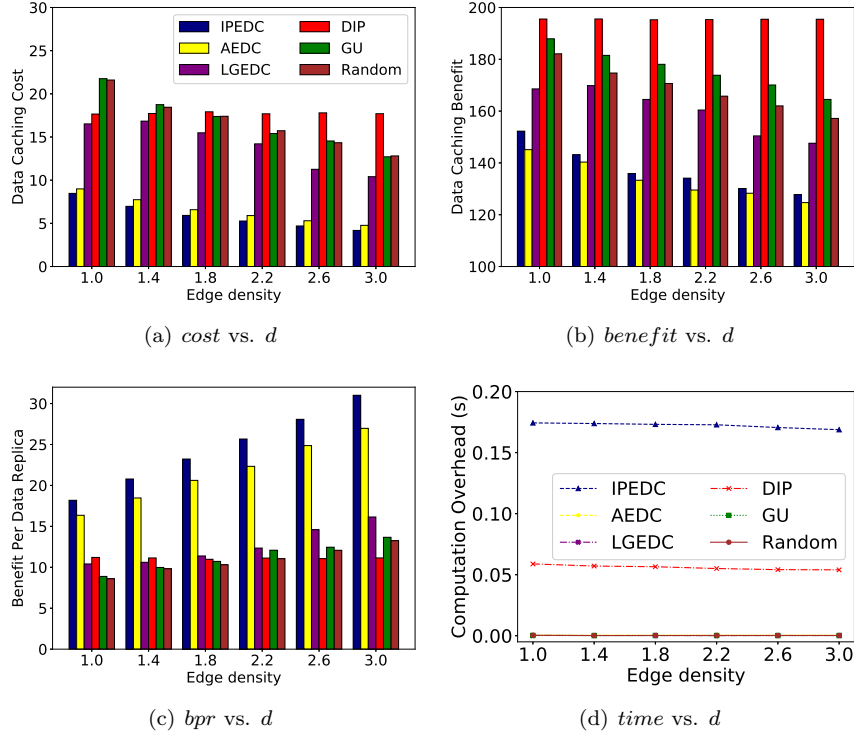 30
25
20
15
10
5
0
Data Caching Cost
IPEDC
AEDC
LGEDC
DIP
GU
Random
1.0 1.4 1.8 2.2 2.6 3.0
Edge density
(a) cost vs. d
200
180
160
140
120
100
Data Caching Benefit
1.0 1.4 1.8 2.2 2.6 3.0
Edge density
(b) benefit vs. d
30
25
20
15
10
5
0
Benefit Per Data Replica
1.0 1.4 1.8 2.2 2.6 3.0
Edge density
(c) bpr vs. d
0.20
0.15
0.10
0.05
0.00
Computation Overhead (s)
IPEDC
AEDC
LGEDC
DIP
GU
Random
1.0 1.4 1.8 2.2 2.6 3.0
Edge density
(d) time vs. d